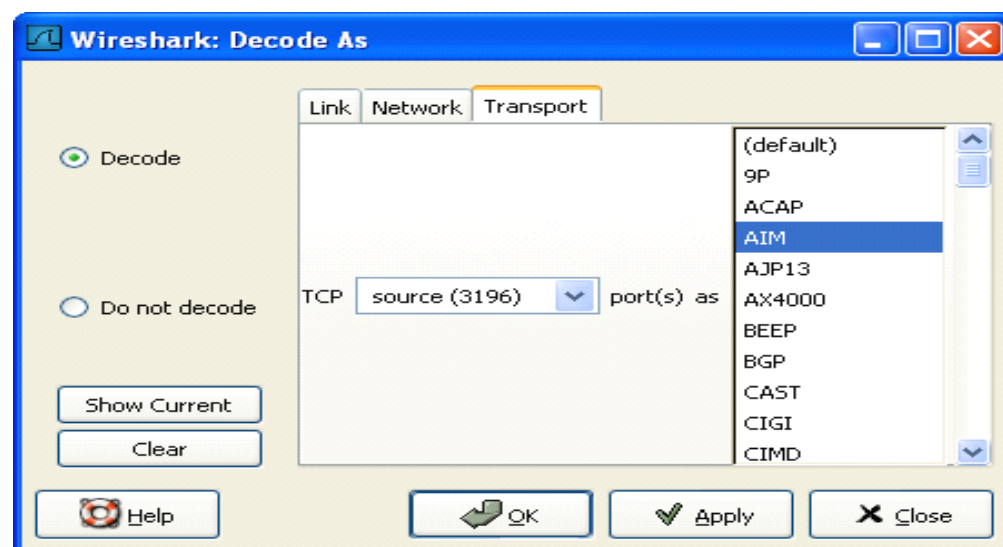 Wireshark: Decode As
Link Network Transport
Decode
Do not decode
TCP source (3196) port(s) as
(default)
9P
ACAP
AIM
AJP13
AX4000
BEEP
BGP
CAST
CIGI
CIMD
Show Current
Clear
Help OK Apply Close